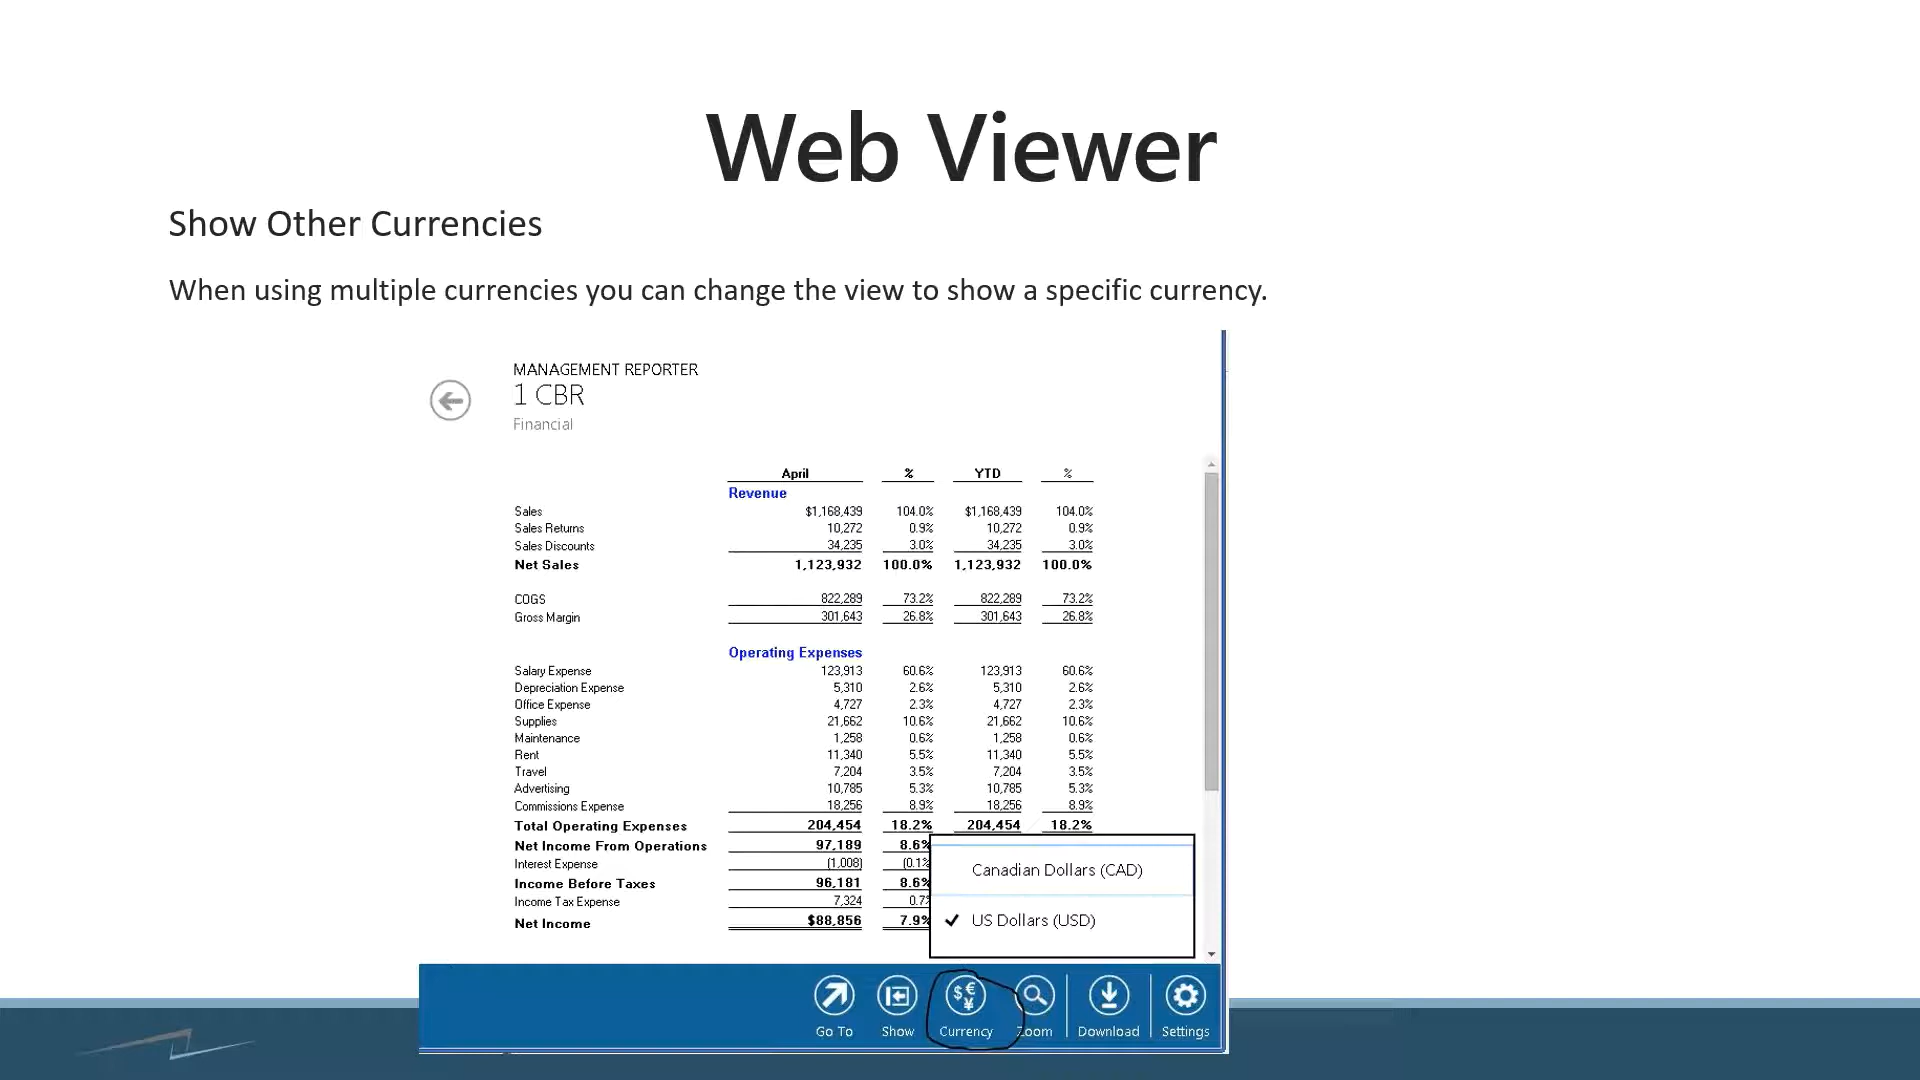 Web Viewer
Show Other Currencies
When using multiple currencies you can change the view to show a specific currency.
MANAGEMENT REPORTER
1 CBR
Financial
April % YTD %
Revenue
Sales $1,168,439 104.0% $1,168,439 104.0%
Sales Returns 10,272 0.9% 10,272 0.9%
Sales Discounts 34,235 3.0% 34,235 3.0%
Net Sales 1,123,932 100.0% 1,123,932 100.0%
COGS 822,289 73.2% 822,289 73.2%
Gross Margin 301,643 26.8% 301,643 26.8%
Operating Expenses
Salary Expense 123,913 60.6% 123,913 60.6%
Depreciation Expense 5,310 2.6% 5,310 2.6%
Office Expense 4,727 2.3% 4,727 2.3%
Supplies 21,662 10.6% 21,662 10.6%
Maintenance 1,258 0.6% 1,258 0.6%
Rent 11,340 5.5% 11,340 5.5%
Travel 7,204 3.5% 7,204 3.5%
Advertising 10,785 5.3% 10,785 5.3%
Commissions Expense 18,256 8.9% 18,256 8.9%
Total Operating Expenses 204,454 18.2% 204,454 18.2%
Net Income From Operations 97,189 8.6%
Interest Expense (1,008) (0.1%
Income Before Taxes 96,181 8.6%
Income Tax Expense 7,324 0.7%
Net Income $88,856 7.9%
Canadian Dollars (CAD)
US Dollars (USD)
Go To Show Currency Zoom Download Settings